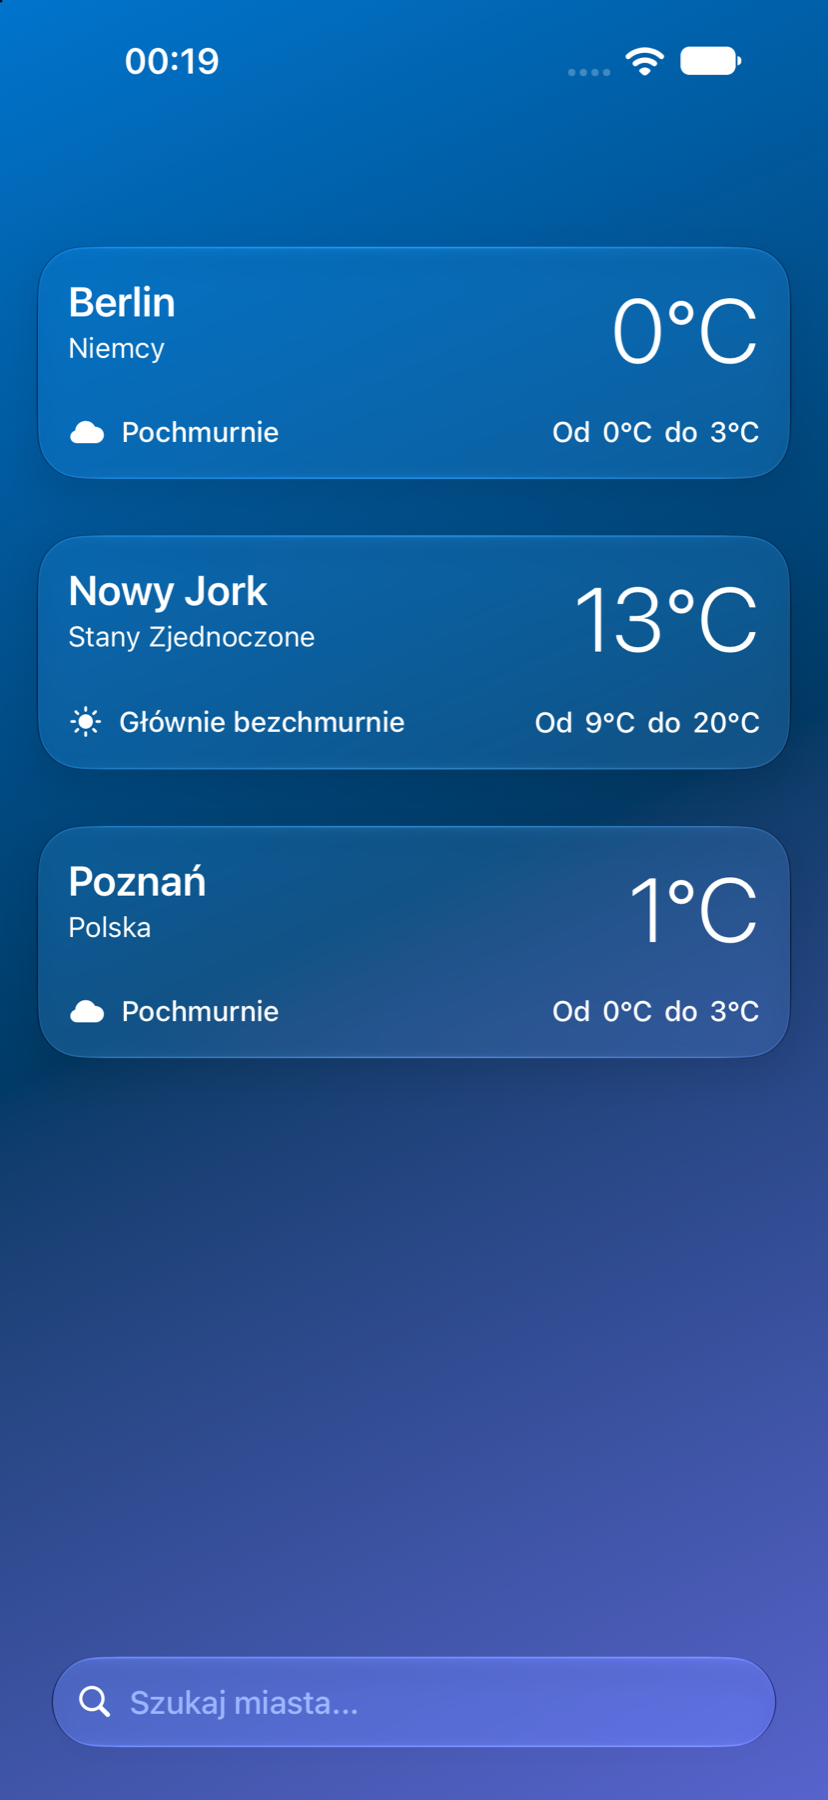 00:19
Berlin
Niemcy
0°C
Pochmurnie
Od 0°C do 3°C
Nowy Jork
Stany Zjednoczone
13°C
Głównie bezchmurnie
Od 9°C do 20°C
Poznań
Polska
1°C
Pochmurnie
Od 0°C do 3°C
Szukaj miasta...